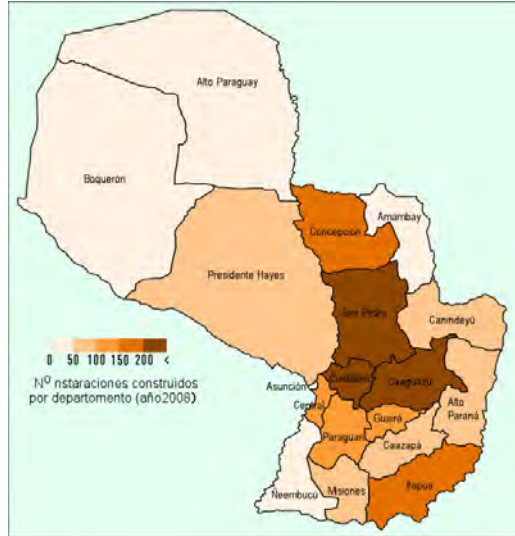 Alto Paraguay
Boquerón
Concepción
Amambay
Presidente Hayes
San Pedro
Canindeyú
0 50 100 150 200 <
Nº nstaraciones construidos
por departomento (año2008)
Asunción
Cordillera
Caaguazú
Central
Alto
Paraná
Guairá
Paraguarí
Caazapá
Ñeembucú
Misiones
Itapúa